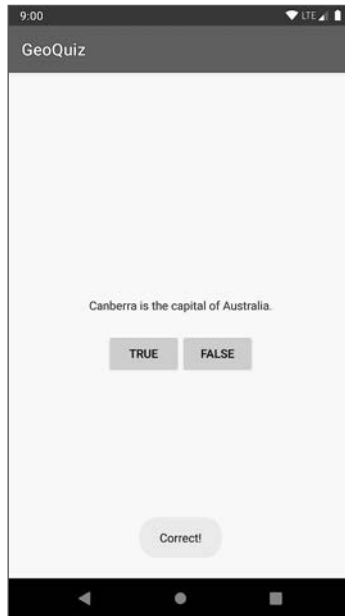 9:00 LTE
GeoQuiz
Canberra is the capital of Australia.
TRUE FALSE
Correct!